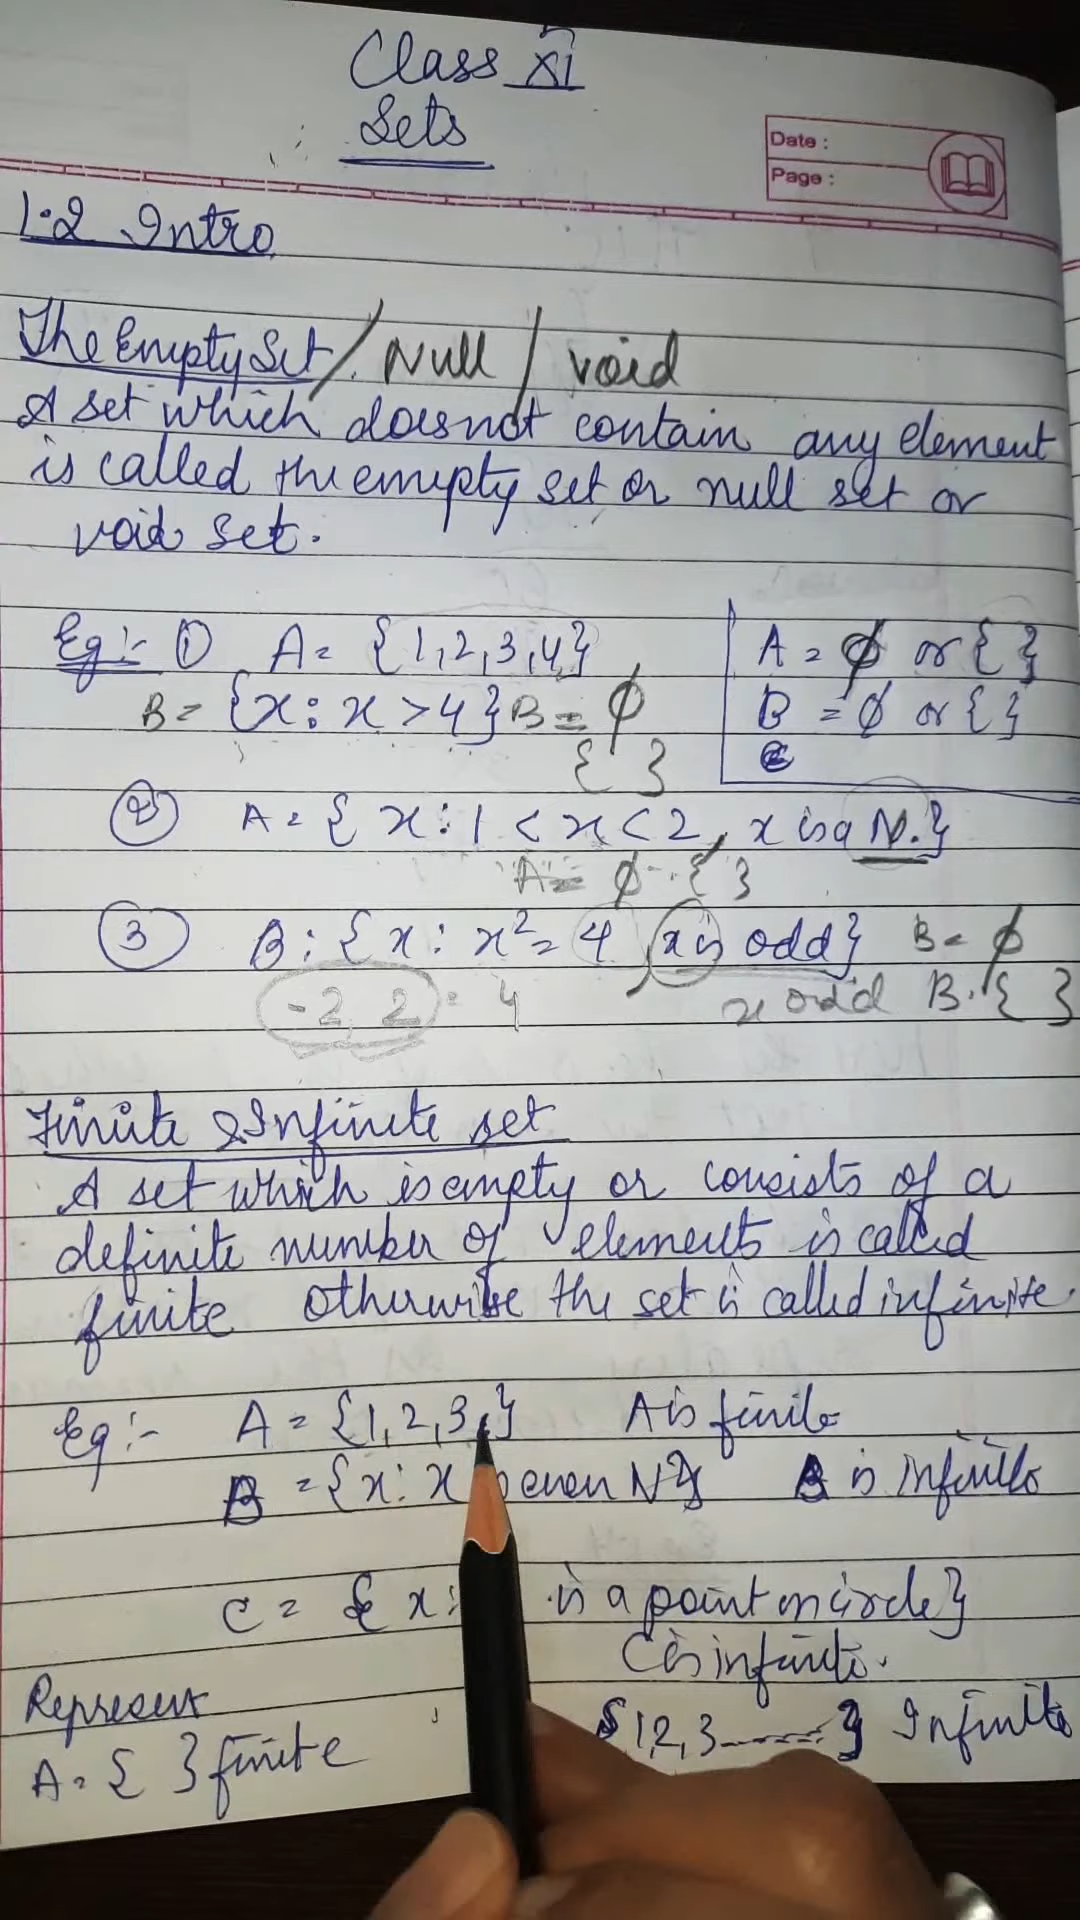 Class XI
Sets
Date :
Page :
1.2 Intro
The Empty Set / Null / void
A set which does not contain any element
is called the empty set or null set or
void set.
Eg:- ① A = {1,2,3,4} A = ϕ or { }
B = {x : x > 4} B = ϕ B = ϕ or { }
{ }
② A = { x : 1 < x < 2, x is a N.}
A = ϕ { }
③ B : { x : x² = 4, x is odd} B = ϕ
-2, 2 = 4 x odd B = { }
Finite & Infinite set
A set which is empty or consists of a
definite number of elements is called
finite otherwise the set is called infinite.
Eg:- A = {1,2,3,} A is finite
B = {x : x even N} B is infinite
C = { x : is a point on circle}
C is infinite.
Represent
{1,2,3------} Infinite
A = { } finite